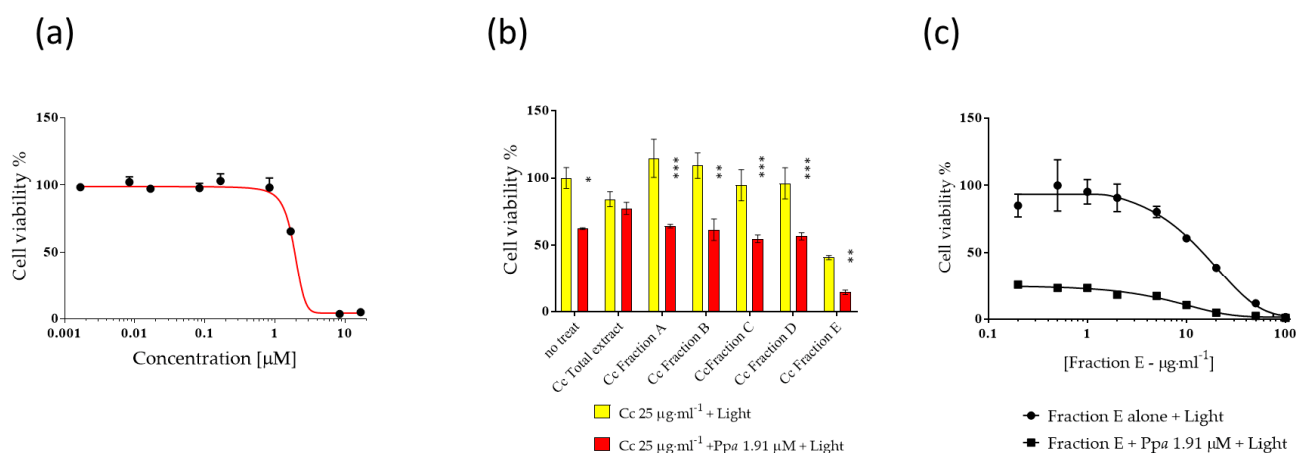 (a)
(b)
(c)
Cell viability %
150
100
50
0
0.001
0.01
0.1
1
10
Concentration [µM]
Cell viability %
150
100
50
0
*
***
**
***
***
**
no treat
Cc Total extract
Cc Fraction A
Cc Fraction B
CcFraction C
Cc Fraction D
Cc Fraction E
Cc 25 µg·ml⁻¹ + Light
Cc 25 µg·ml⁻¹ +Ppa 1.91 µM + Light
Cell viability %
150
100
50
0
0.1
1
10
100
[Fraction E - µg·ml⁻¹]
Fraction E alone + Light
Fraction E + Ppa 1.91 µM + Light